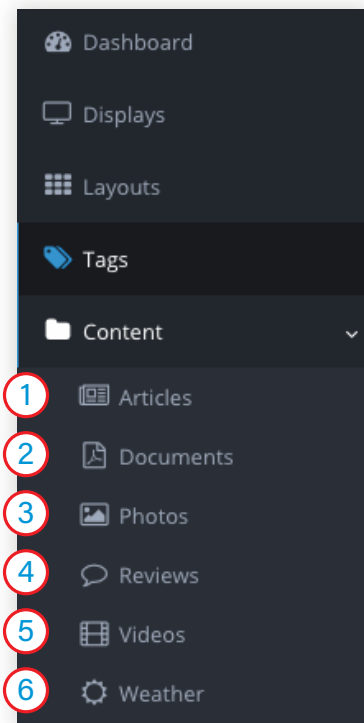 Dashboard
Displays
Layouts
Tags
Content
1 Articles
2 Documents
3 Photos
4 Reviews
5 Videos
6 Weather